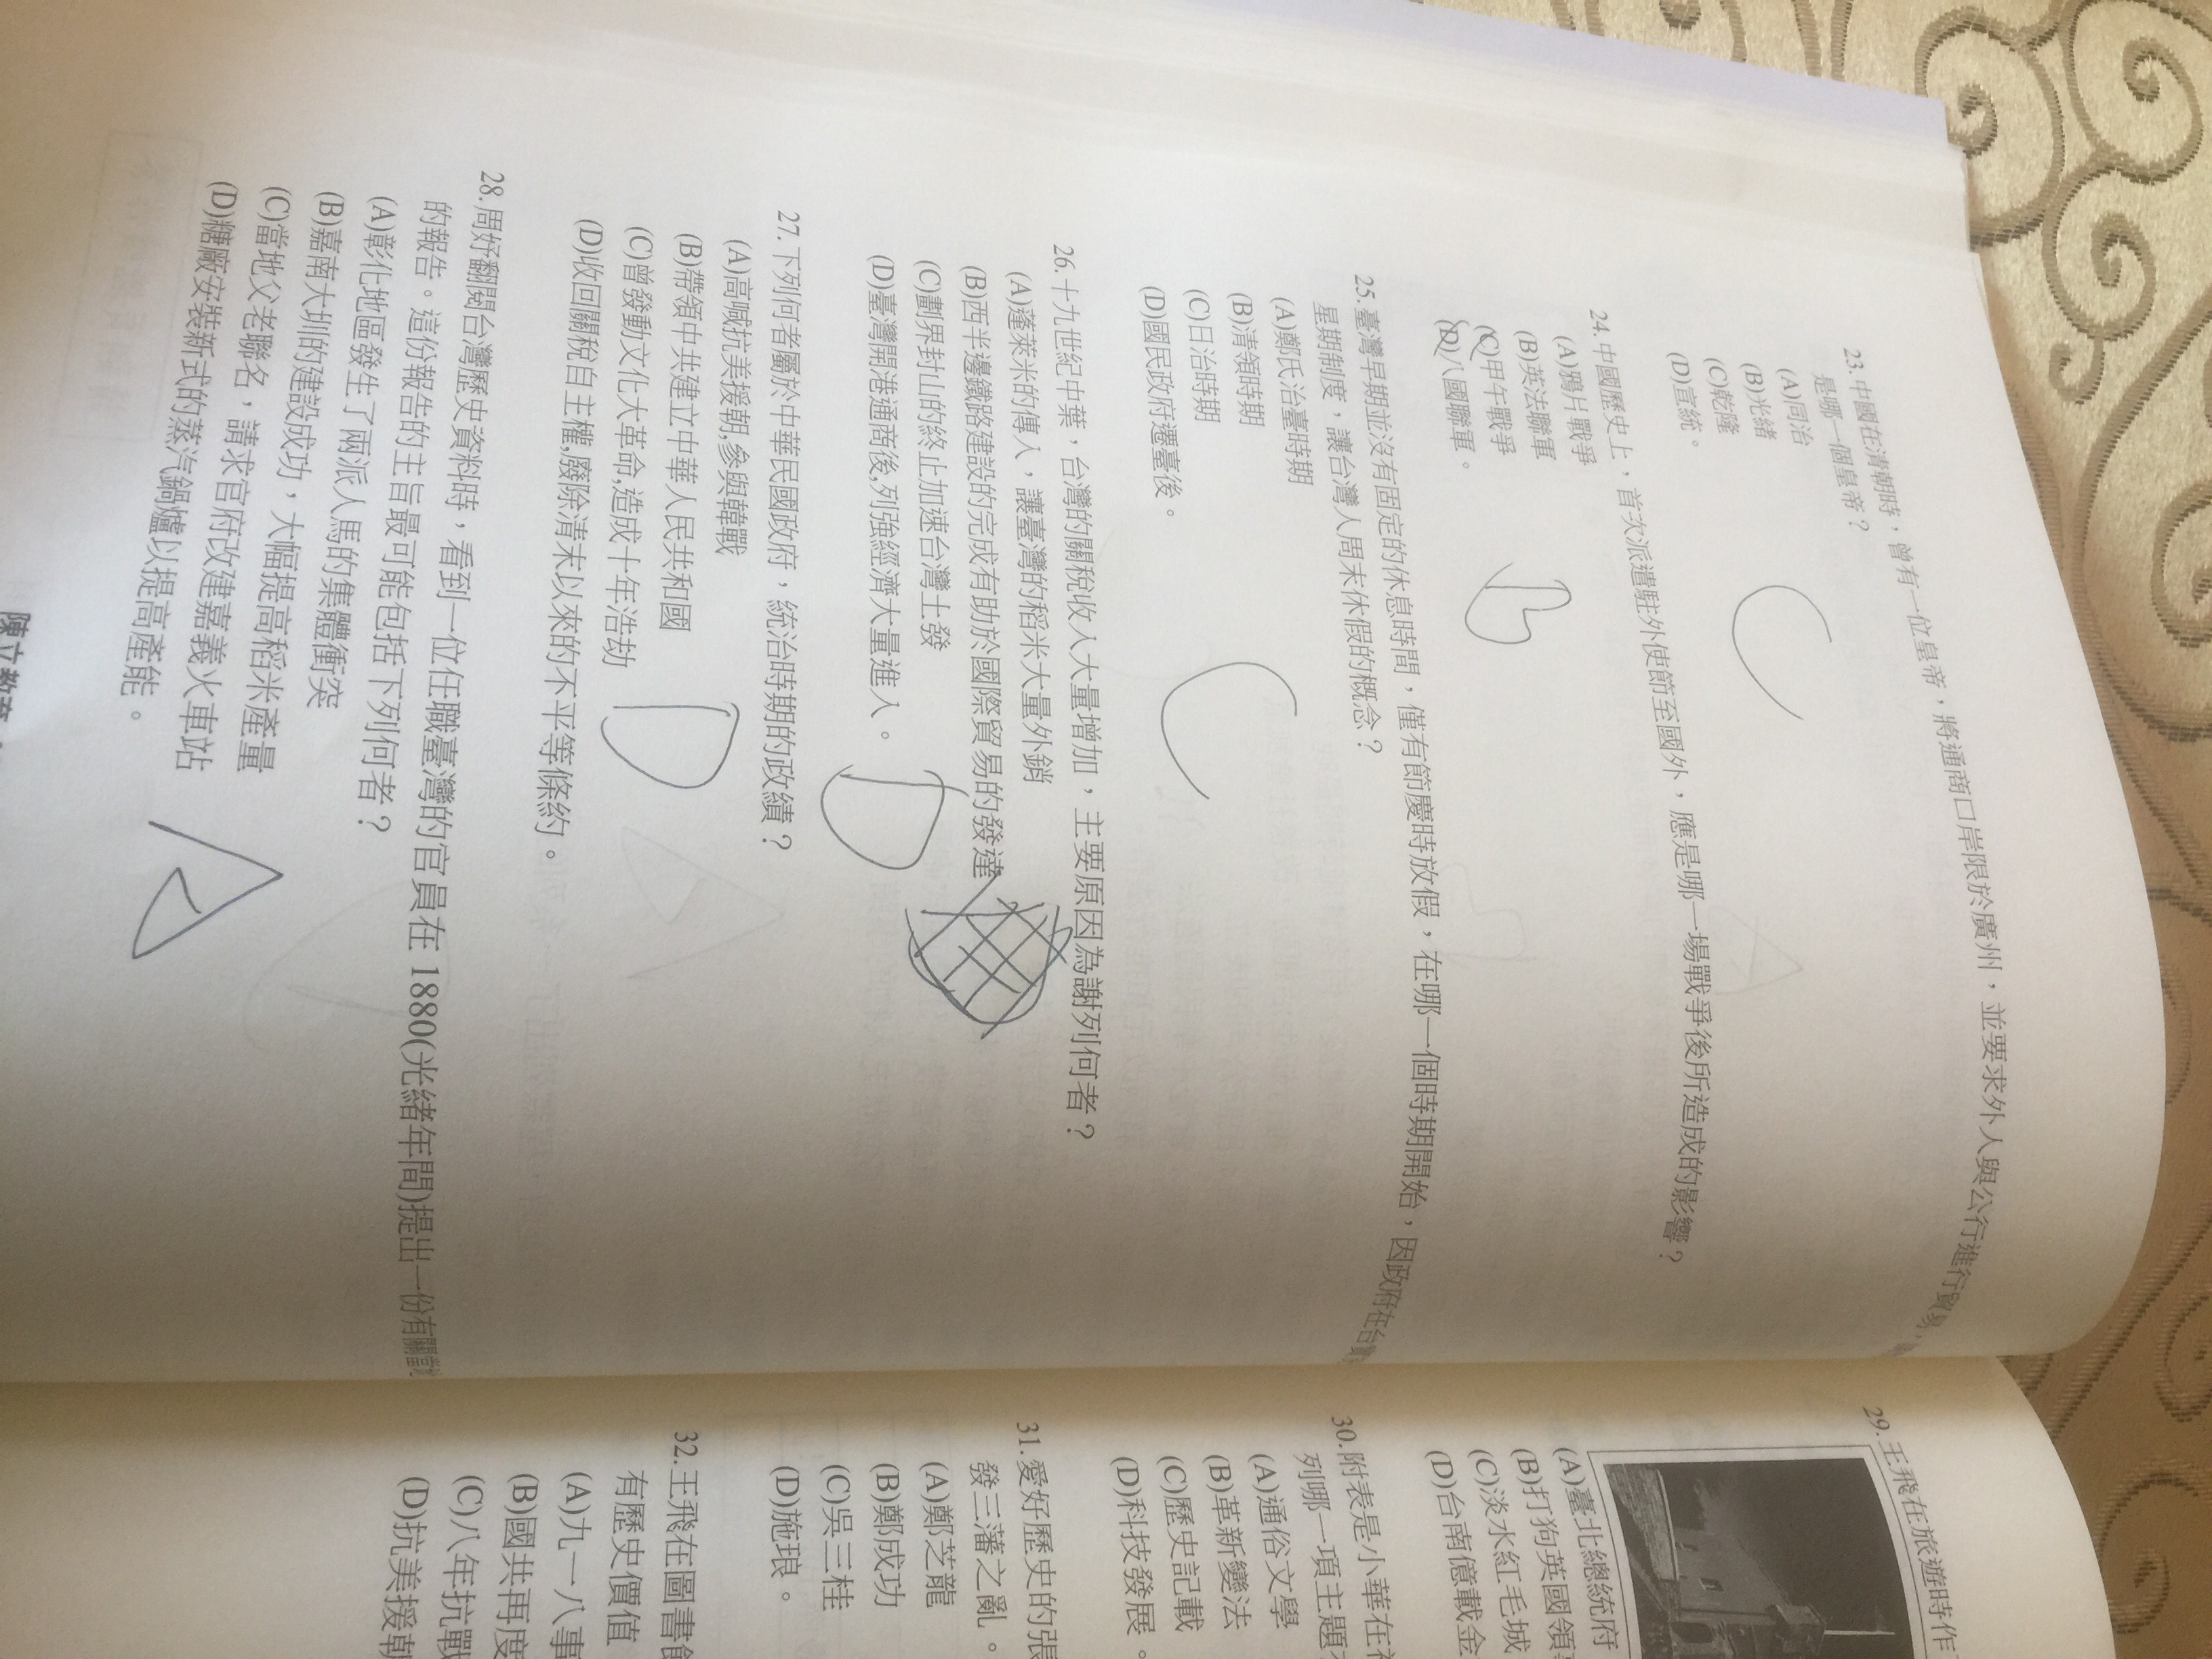 23.中國在清朝時，曾有一位皇帝，將通商口岸限於廣州，並要求外人與公行進行貿易，
是哪一個皇帝？
(A)同治
(B)光緒
(C)乾隆
(D)宣統。
C
24.中國歷史上，首次派遣駐外使節至國外，應是哪一場戰爭後所造成的影響？
(A)鴉片戰爭
(B)英法聯軍
(C)甲午戰爭
(D)八國聯軍。
B
25.臺灣早期並沒有固定的休息時間，僅有節慶時放假，在哪一個時期開始，因政府在台
星期制度，讓台灣人周末休假的概念？
(A)鄭氏治臺時期
(B)清領時期
(C)日治時期
(D)國民政府遷臺後。
C
26.十九世紀中葉，台灣的關稅收入大量增加，主要原因為謝列何者？
(A)蓬萊米的傳入，讓臺灣的稻米大量外銷
(B)西半邊鐵路建設的完成有助於國際貿易的發達
(C)劃界封山的終止加速台灣土發
(D)臺灣開港通商後,列強經濟大量進入。
D
27.下列何者屬於中華民國政府，統治時期的政績？
(A)高喊抗美援朝,參與韓戰
(B)帶領中共建立中華人民共和國
(C)曾發動文化大革命,造成十年浩劫
(D)收回關稅自主權,廢除清末以來的不平等條約。
D
28.周好翻閱台灣歷史資料時，看到一位任職臺灣的官員在 1880(光緒年間)提出一份有關當
的報告。這份報告的主旨最可能包括下列何者？
(A)彰化地區發生了兩派人馬的集體衝突
(B)嘉南大圳的建設成功，大幅提高稻米產量
(C)當地父老聯名，請求官府改建嘉義火車站
(D)糖廠安裝新式的蒸汽鍋爐以提高產能。
A
陳立教育
29.王飛在旅遊時作
(A)臺北總統府
(B)打狗英國領事
(C)淡水紅毛城
(D)台南億載金
30.附表是小華在社
列哪一項主題
(A)通俗文學
(B)革新變法
(C)歷史記載
(D)科技發展。
31.愛好歷史的張
發三藩之亂。
(A)鄭芝龍
(B)鄭成功
(C)吳三桂
(D)施琅。
32.王飛在圖書館
有歷史價值
(A)九一八事
(B)國共再度
(C)八年抗戰
(D)抗美援朝